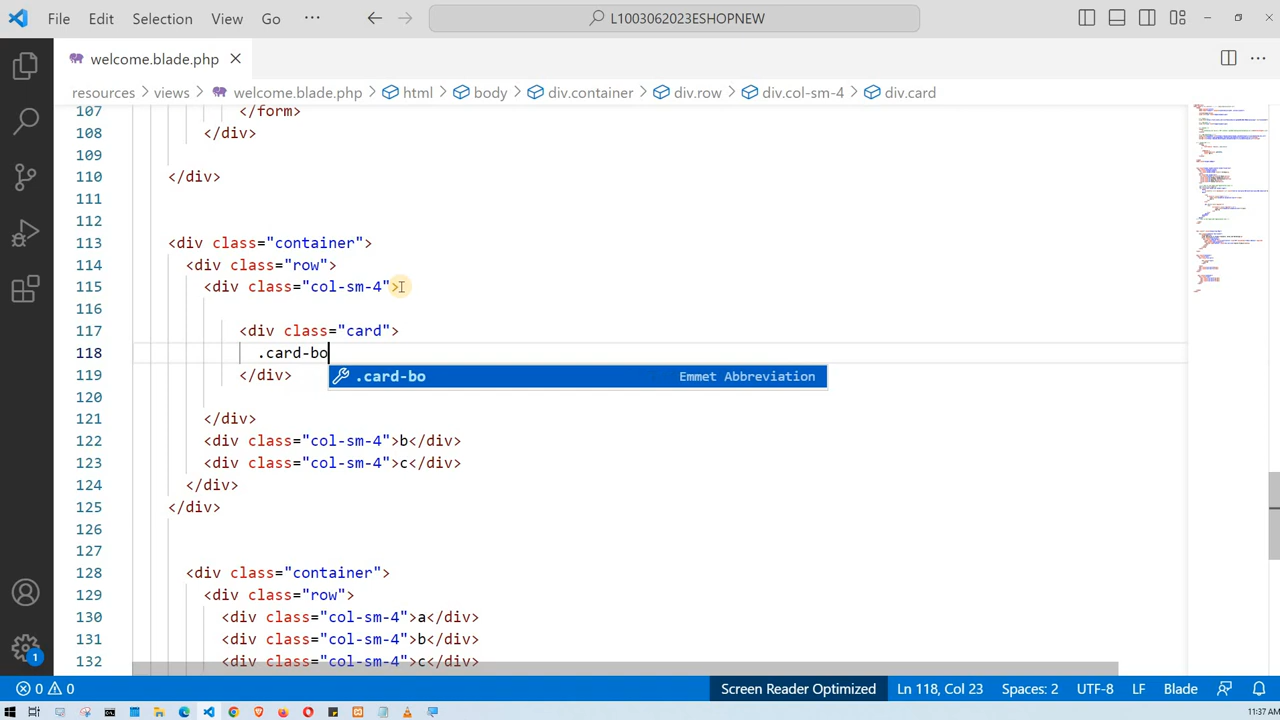 File Edit Selection View Go ··· L1003062023ESHOPNEW
welcome.blade.php
resources > views > welcome.blade.php > html > body > div.container > div.row > div.col-sm-4 > div.card
107 </form>
108 </div>
109
110 </div>
111
112
113 <div class="container">
114 <div class="row">
115 <div class="col-sm-4">
116
117 <div class="card">
118 .card-bo
.card-bo Emmet Abbreviation
119 </div>
120
121 </div>
122 <div class="col-sm-4">b</div>
123 <div class="col-sm-4">c</div>
124 </div>
125 </div>
126
127
128 <div class="container">
129 <div class="row">
130 <div class="col-sm-4">a</div>
131 <div class="col-sm-4">b</div>
132 <div class="col-sm-4">c</div>
1
0 0 Screen Reader Optimized Ln 118, Col 23 Spaces: 2 UTF-8 LF Blade
11:37 AM